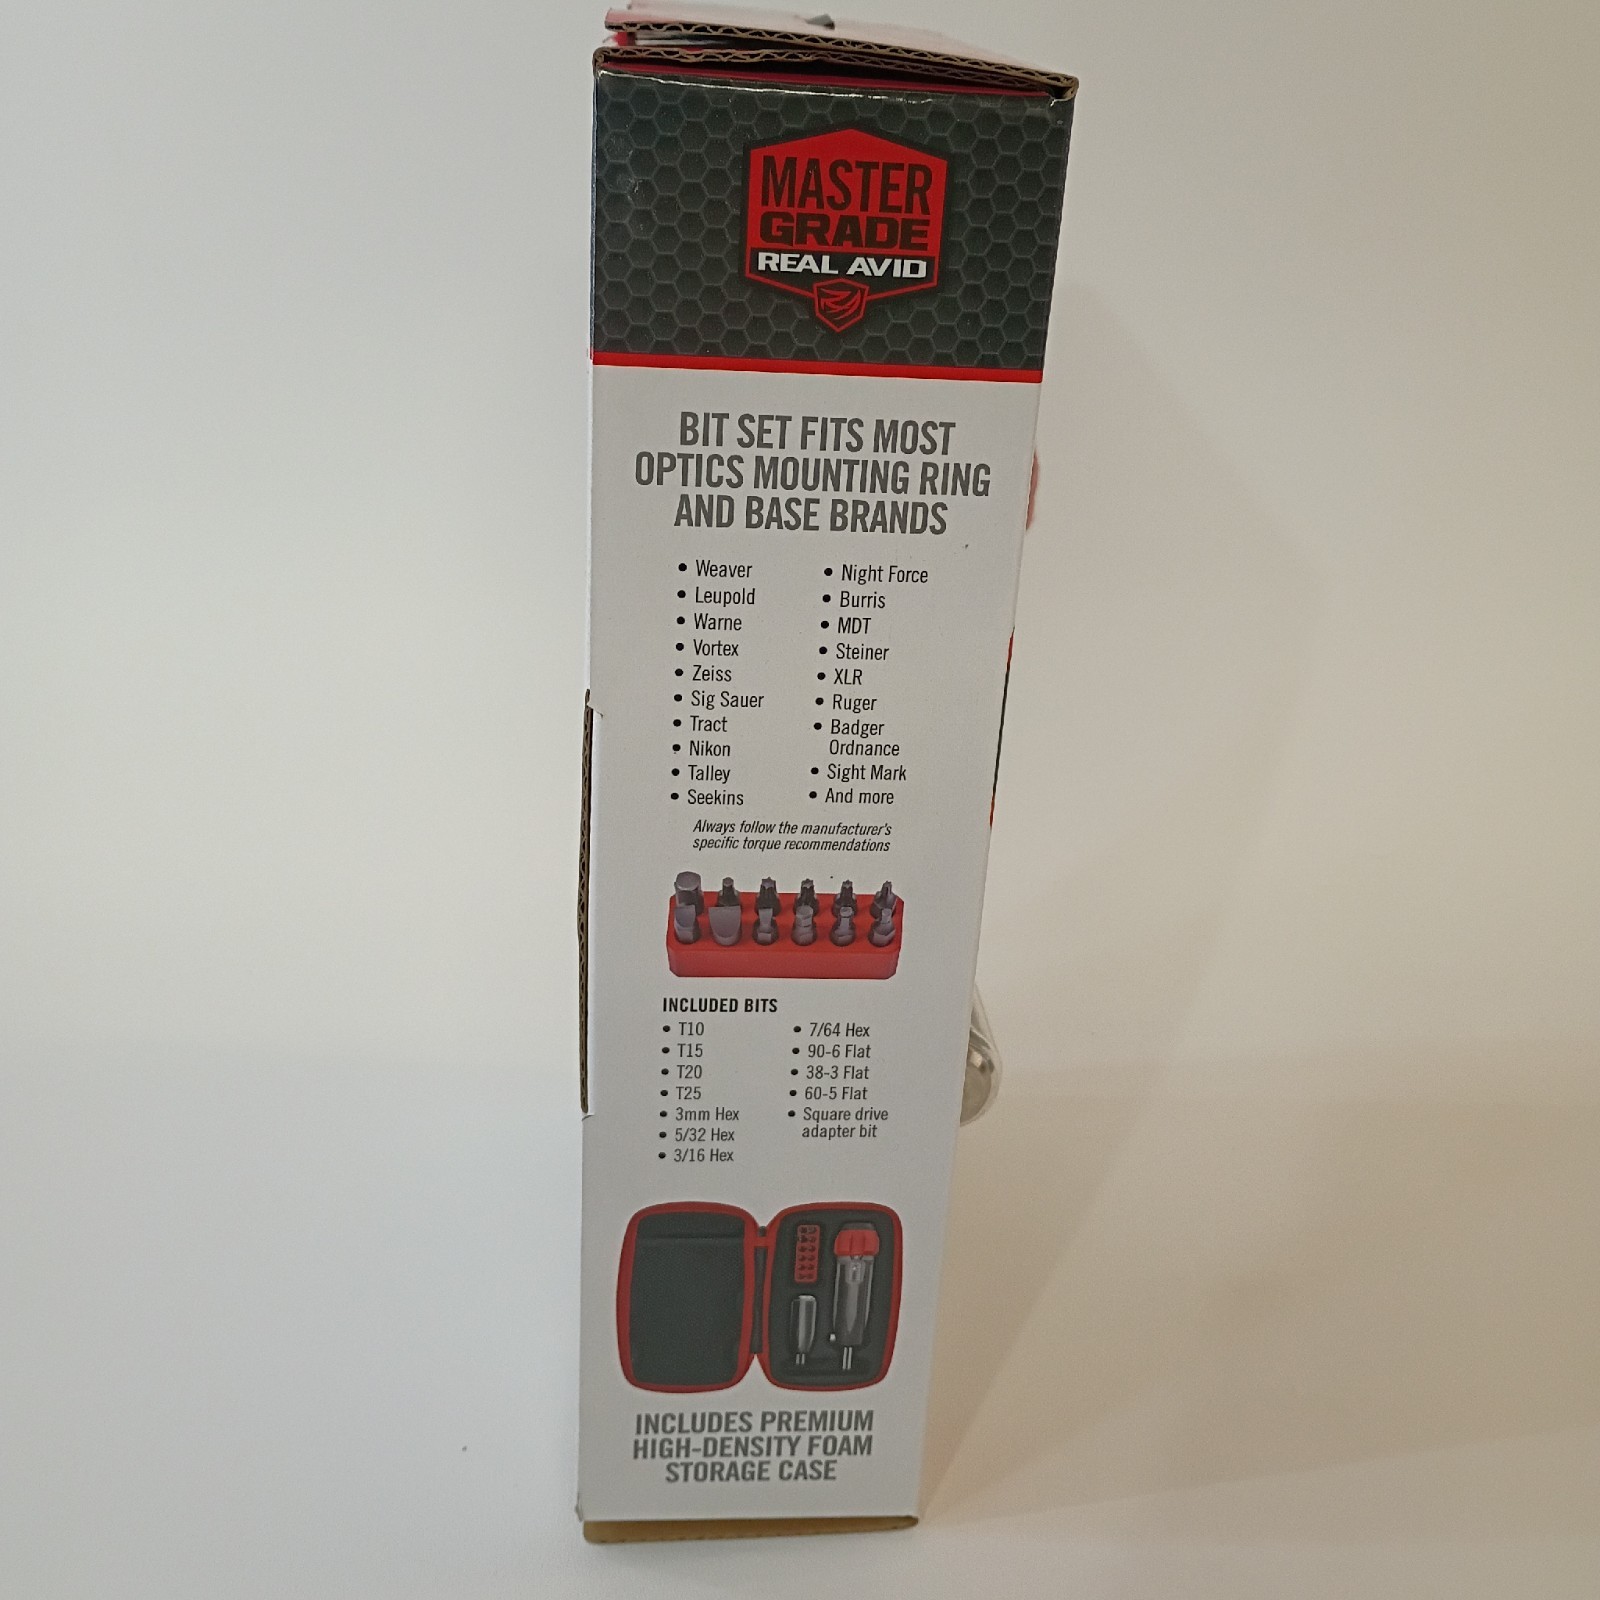 MASTER
GRADE
REAL AVID
BIT SET FITS MOST
OPTICS MOUNTING RING
AND BASE BRANDS
• Weaver
• Leupold
• Warne
• Vortex
• Zeiss
• Sig Sauer
• Tract
• Nikon
• Talley
• Seekins
• Night Force
• Burris
• MDT
• Steiner
• XLR
• Ruger
• Badger
Ordnance
• Sight Mark
• And more
Always follow the manufacturer's
specific torque recommendations
INCLUDED BITS
• T10
• T15
• T20
• T25
• 3mm Hex
• 5/32 Hex
• 3/16 Hex
• 7/64 Hex
• 90-6 Flat
• 38-3 Flat
• 60-5 Flat
• Square drive
adapter bit
INCLUDES PREMIUM
HIGH-DENSITY FOAM
STORAGE CASE